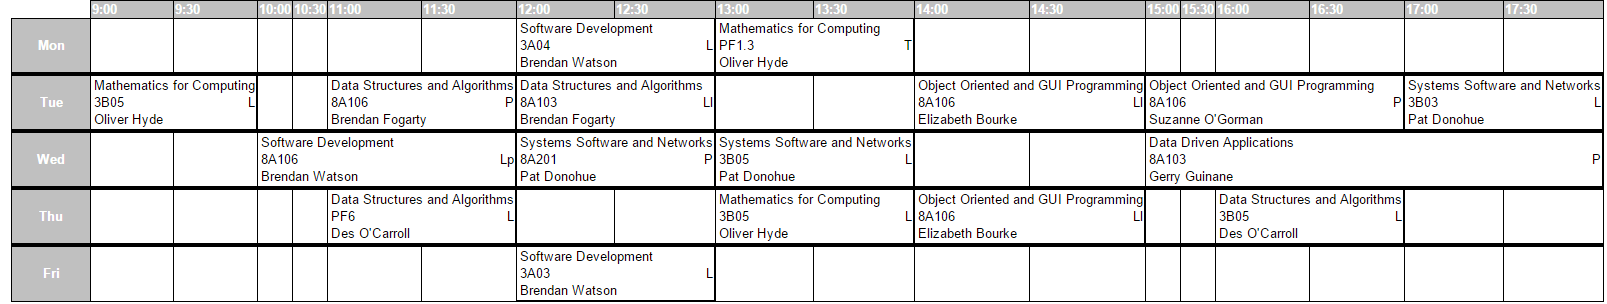 9:00 9:30 10:00 10:30 11:00 11:30 12:00 12:30 13:00 13:30 14:00 14:30 15:00 15:30 16:00 16:30 17:00 17:30
Mon
Software Development
3A04 L
Brendan Watson
Mathematics for Computing
PF1.3 T
Oliver Hyde
Tue
Mathematics for Computing
3B05 L
Oliver Hyde
Data Structures and Algorithms
8A106 P
Brendan Fogarty
Data Structures and Algorithms
8A103 LI
Brendan Fogarty
Object Oriented and GUI Programming
8A106 LI
Elizabeth Bourke
Object Oriented and GUI Programming
8A106 P
Suzanne O'Gorman
Systems Software and Networks
3B03 L
Pat Donohue
Wed
Software Development
8A106 Lp
Brendan Watson
Systems Software and Networks
8A201 P
Pat Donohue
Systems Software and Networks
3B05 L
Pat Donohue
Data Driven Applications
8A103 P
Gerry Guinane
Thu
Data Structures and Algorithms
PF6 L
Des O'Carroll
Mathematics for Computing
3B05 L
Oliver Hyde
Object Oriented and GUI Programming
8A106 LI
Elizabeth Bourke
Data Structures and Algorithms
3B05 L
Des O'Carroll
Fri
Software Development
3A03 L
Brendan Watson